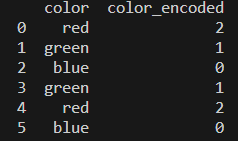 color color_encoded
0 red 2
1 green 1
2 blue 0
3 green 1
4 red 2
5 blue 0